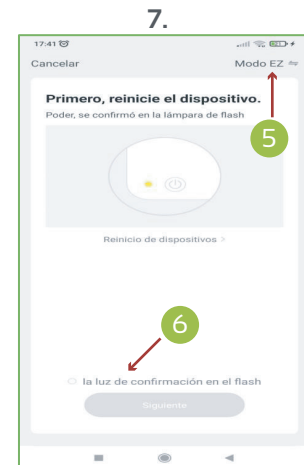 7.
17:41
Cancelar
Modo EZ
Primero, reinicie el dispositivo.
Poder, se confirmó en la lámpara de flash
5
Reinicio de dispositivos >
6
la luz de confirmación en el flash
Siguiente